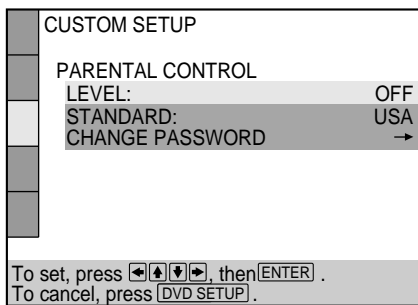 CUSTOM SETUP
PARENTAL CONTROL
LEVEL: OFF
STANDARD: USA
CHANGE PASSWORD →
To set, press ←↑↓→, then ENTER .
To cancel, press DVD SETUP .